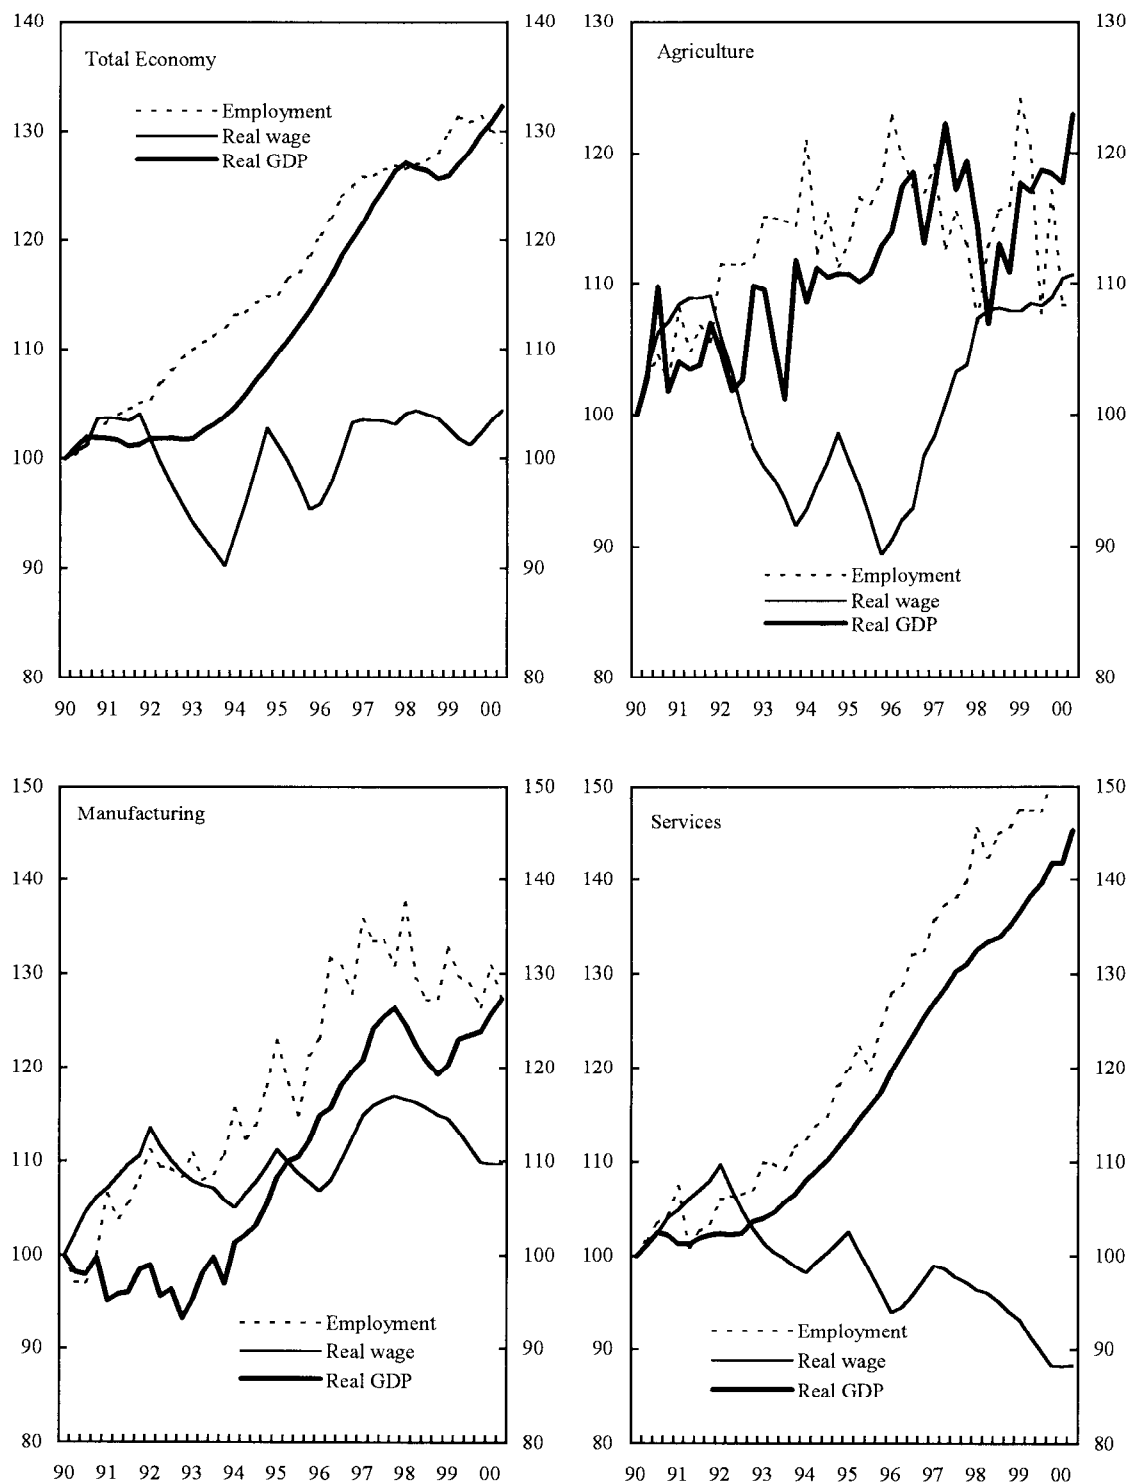 140 140 130 130
Total Economy
Agriculture
Employment
Real wage
Real GDP
130 130
120 120
120 120
110 110
110 110
100 100
100 100
90 90
90 90
Employment
Real wage
Real GDP
80 80 80 80
90 91 92 93 94 95 96 97 98 99 00
90 91 92 93 94 95 96 97 98 99 00
150 150 150 150
Manufacturing
Services
140 140 140 140
130 130 130 130
120 120 120 120
110 110 110 110
100 100 100 100
Employment
Real wage
Real GDP
Employment
Real wage
Real GDP
90 90 90 90
80 80 80 80
90 91 92 93 94 95 96 97 98 99 00
90 91 92 93 94 95 96 97 98 99 00